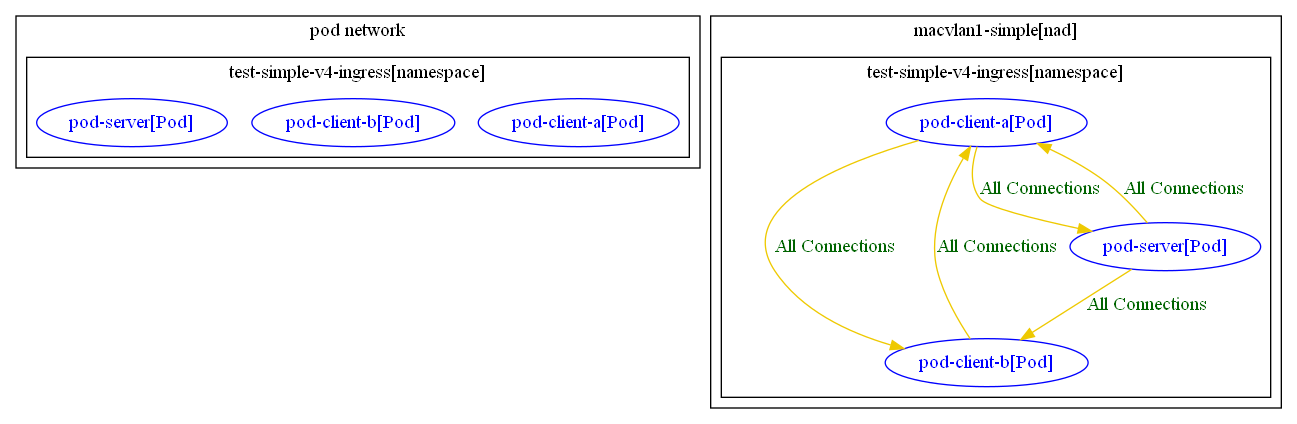 pod network
test-simple-v4-ingress[namespace]
pod-server[Pod]
pod-client-b[Pod]
pod-client-a[Pod]
macvlan1-simple[nad]
test-simple-v4-ingress[namespace]
pod-client-a[Pod]
All Connections
All Connections
pod-server[Pod]
All Connections
All Connections
All Connections
pod-client-b[Pod]